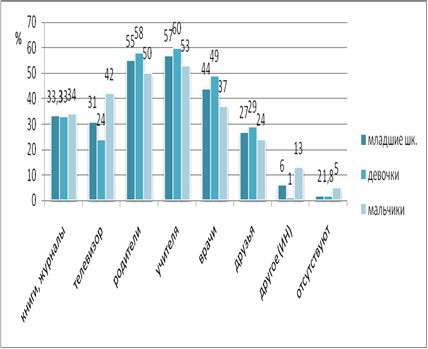 %
70
60
50
40
30
20
10
0
33,3 33 34
31 24 42
55 58 50
57 60 53
44 49 37
27 29 24
6 1 13
2 1,8 5
книги, журналы
телевизор
родители
учителя
врачи
друзья
другое (ИН)
отсутствуют
младшие шк.
девочки
мальчики